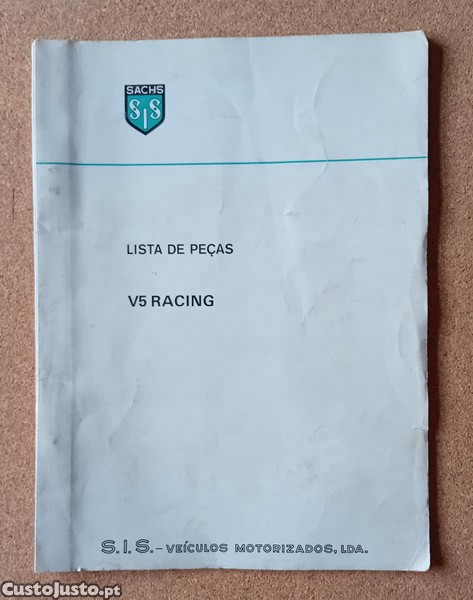 SACHS
SIS
LISTA DE PEÇAS
V5 RACING
S.I.S. – VEÍCULOS MOTORIZADOS, LDA.
CustoJusto.pt